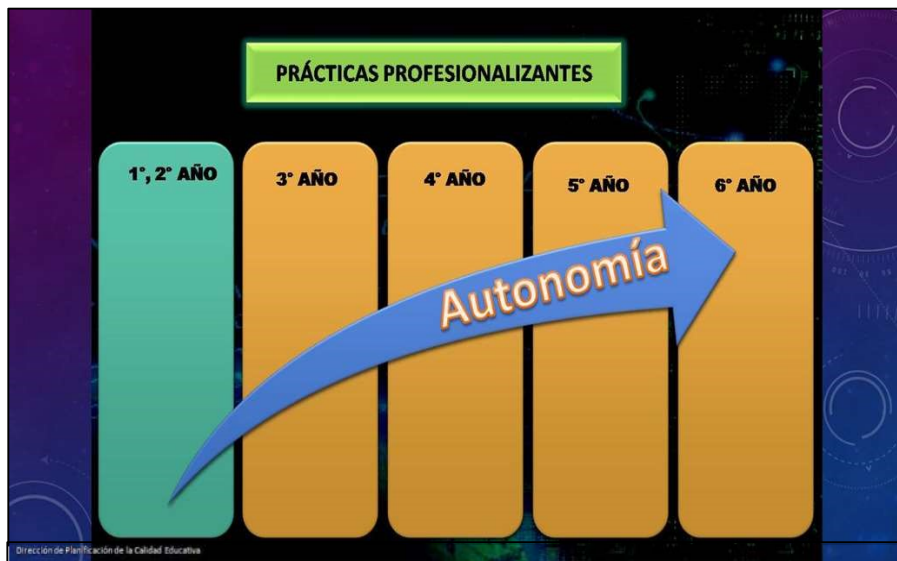 PRÁCTICAS PROFESIONALIZANTES
1°, 2° AÑO
3° AÑO
4° AÑO
5° AÑO
6° AÑO
Autonomía
Dirección de Planificación de la Calidad Educativa